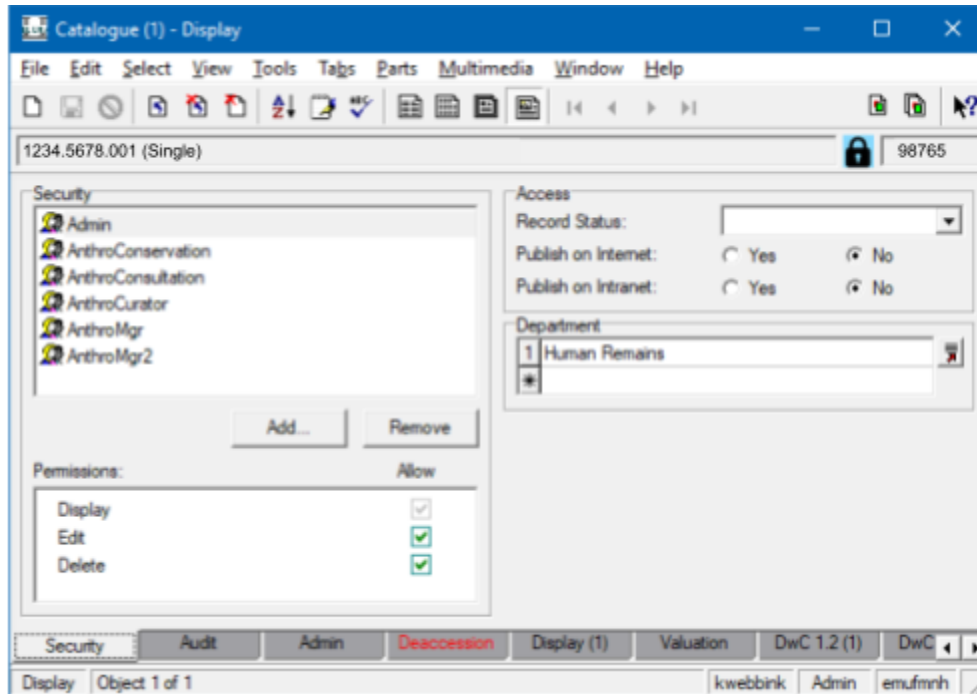 Catalogue (1) - Display
File Edit Select View Tools Tabs Parts Multimedia Window Help
1234.5678.001 (Single) 98765
Security
Admin
AnthroConservation
AnthroConsultation
AnthroCurator
AnthroMgr
AnthroMgr2
Add... Remove
Permissions: Allow
Display
Edit
Delete
Access
Record Status:
Publish on Internet: Yes No
Publish on Intranet: Yes No
Department
1 Human Remains
Security Audit Admin Deaccession Display (1) Valuation DwC 1.2 (1) DwC
Display Object 1 of 1 kwebbink Admin emufmnh